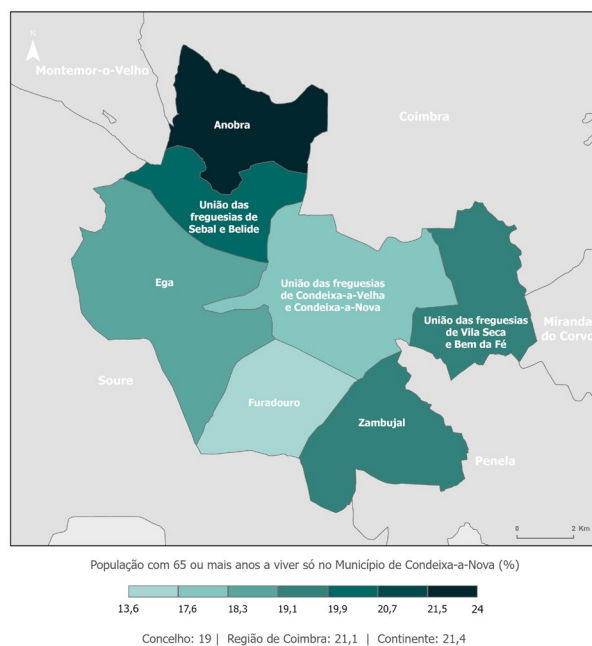 N
Montemor-o-Velho
Coimbra
Anobra
União das
freguesias de
Sebal e Belide
Ega
União das freguesias
de Condeixa-a-Velha
e Condeixa-a-Nova
União das freguesias
de Vila Seca
e Bem da Fé
Miranda
do Corvo
Soure
Furadouro
Zambujal
Penela
0 2 Km
População com 65 ou mais anos a viver só no Município de Condeixa-a-Nova (%)
13,6 17,6 18,3 19,1 19,9 20,7 21,5 24
Concelho: 19 | Região de Coimbra: 21,1 | Continente: 21,4